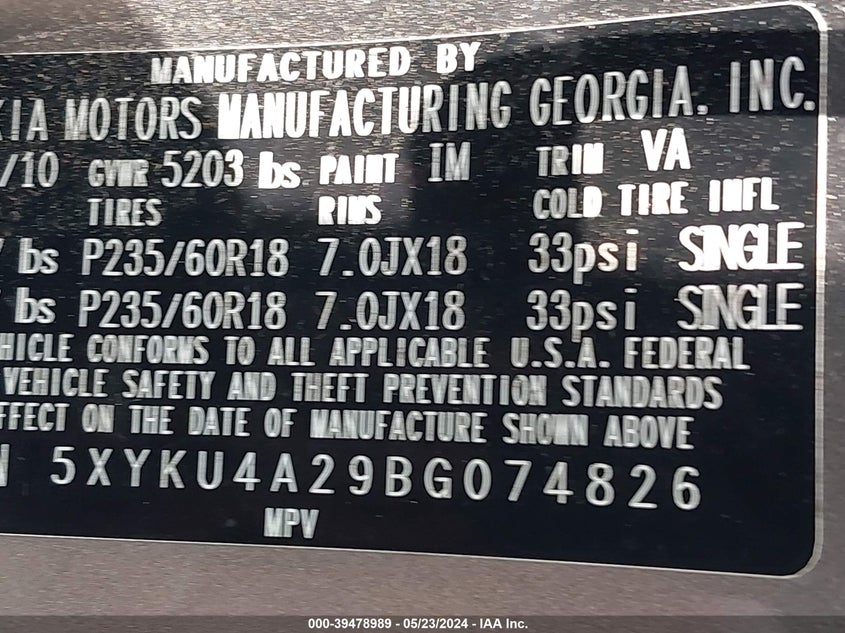 MANUFACTURED BY
KIA MOTORS MANUFACTURING GEORGIA, INC.
/10 GVWR 5203 lbs PAINT IM TRIM VA
TIRES RIMS COLD TIRE INFL
bs P235/60R18 7.0JX18 33psi SINGLE
bs P235/60R18 7.0JX18 33psi SINGLE
HICLE CONFORMS TO ALL APPLICABLE U.S.A. FEDERAL
VEHICLE SAFETY AND THEFT PREVENTION STANDARDS
FFECT ON THE DATE OF MANUFACTURE SHOWN ABOVE
N 5XYKU4A29BG074826
MPV
000-39478989 — 05/23/2024 — IAA Inc.